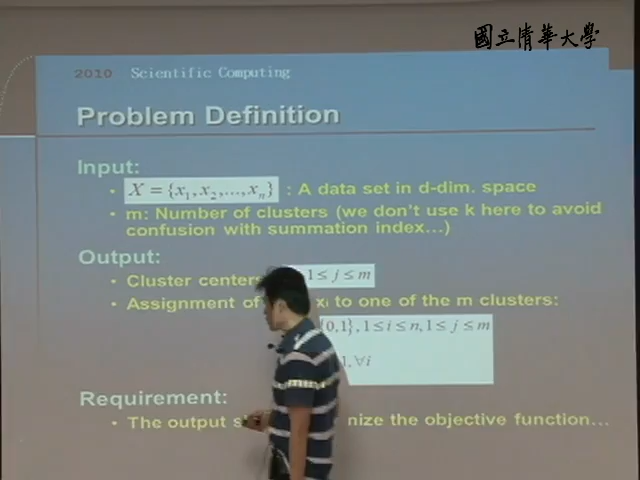 國立清華大學
2010 Scientific Computing
Problem Definition
Input:
• X = {x₁, x₂,..., xₙ} : A data set in d-dim. space
• m: Number of clusters (we don't use k here to avoid
confusion with summation index...)
Output:
• Cluster centers 1 ≤ j ≤ m
• Assignment of xᵢ to one of the m clusters:
{0,1}, 1 ≤ i ≤ n, 1 ≤ j ≤ m
1, ∀i
Requirement:
• The output nize the objective function...